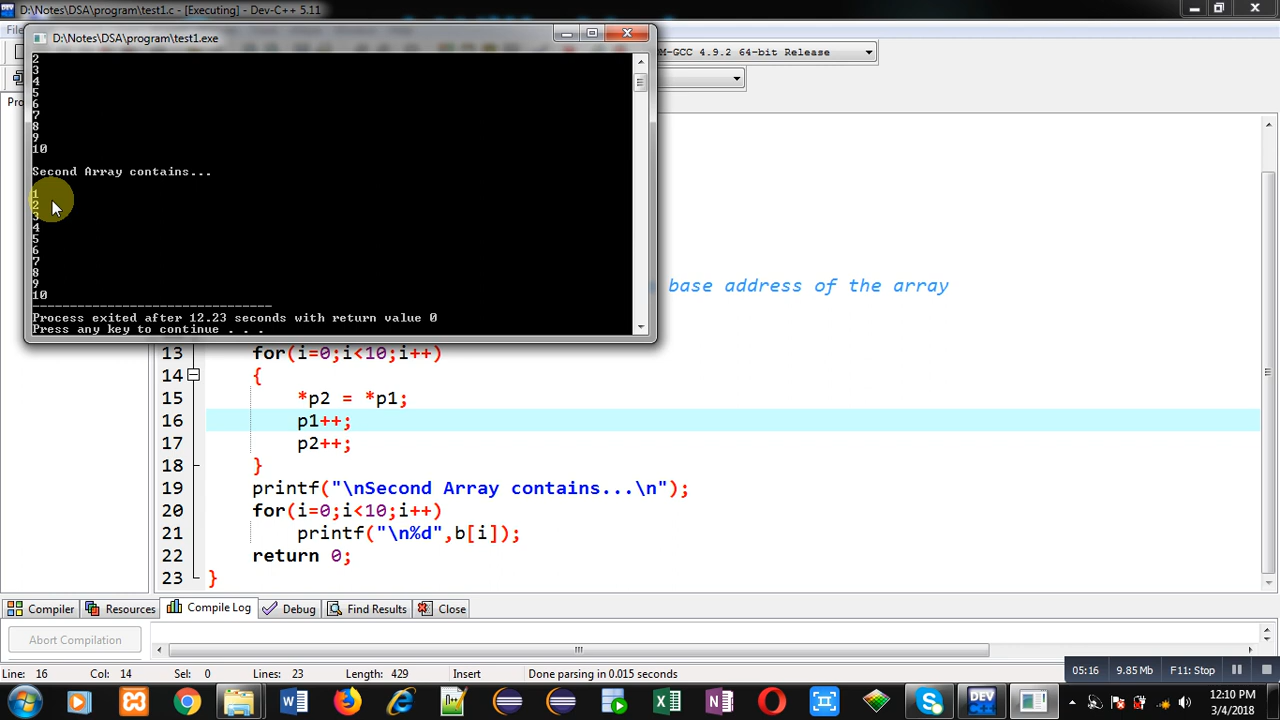 D:\Notes\DSA\program\test1.c - [Executing] - Dev-C++ 5.11
D:\Notes\DSA\program\test1.exe
GCC 4.9.2 64-bit Release
2
3
4
5
6
7
8
9
10
Second Array contains...
1
2
3
4
5
6
7
8
9
10
--------------------------------
Process exited after 12.23 seconds with return value 0
Press any key to continue . . .
base address of the array
13 for(i=0;i<10;i++)
14 {
15 *p2 = *p1;
16 p1++;
17 p2++;
18 }
19 printf("\nSecond Array contains...\n");
20 for(i=0;i<10;i++)
21 printf("\n%d",b[i]);
22 return 0;
23 }
Compiler Resources Compile Log Debug Find Results Close
Abort Compilation
Line: 16 Col: 14 Sel: 0 Lines: 23 Length: 429 Insert Done parsing in 0.015 seconds
05:16 9.85 Mb F11: Stop
12:10 PM
3/4/2018